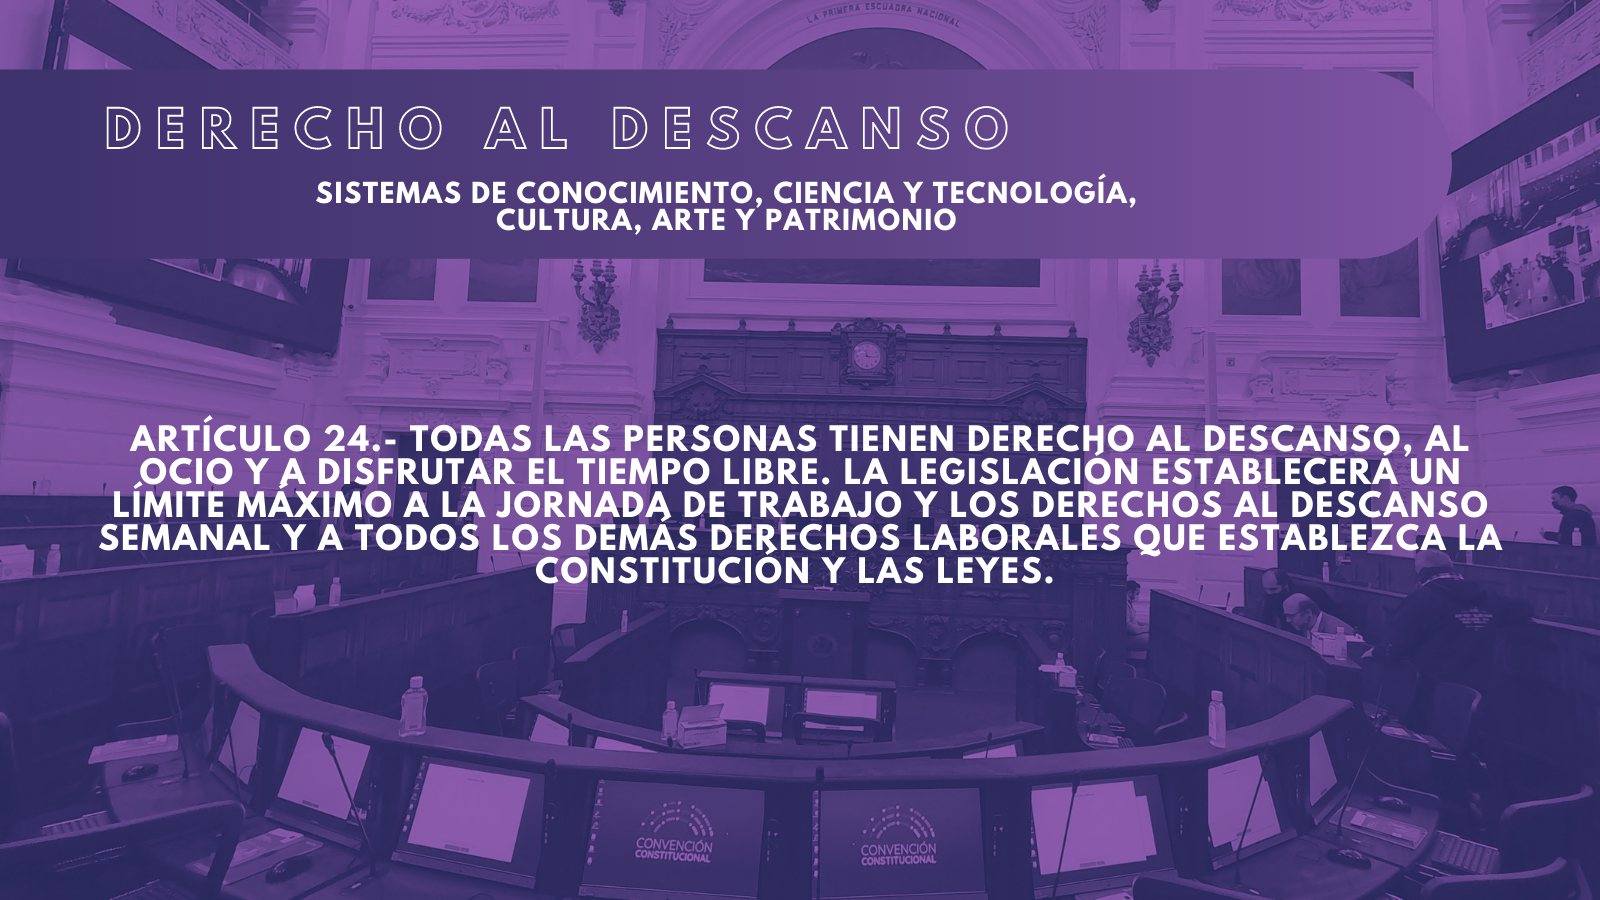 LA PRIMERA ESCUADRA NACIONAL
DERECHO AL DESCANSO
SISTEMAS DE CONOCIMIENTO, CIENCIA Y TECNOLOGÍA,
CULTURA, ARTE Y PATRIMONIO
ARTÍCULO 24.- TODAS LAS PERSONAS TIENEN DERECHO AL DESCANSO, AL
OCIO Y A DISFRUTAR EL TIEMPO LIBRE. LA LEGISLACIÓN ESTABLECERÁ UN
LÍMITE MÁXIMO A LA JORNADA DE TRABAJO Y LOS DERECHOS AL DESCANSO
SEMANAL Y A TODOS LOS DEMÁS DERECHOS LABORALES QUE ESTABLEZCA LA
CONSTITUCIÓN Y LAS LEYES.
CONVENCIÓN
CONSTITUCIONAL
CONVENCIÓN
CONSTITUCIONAL